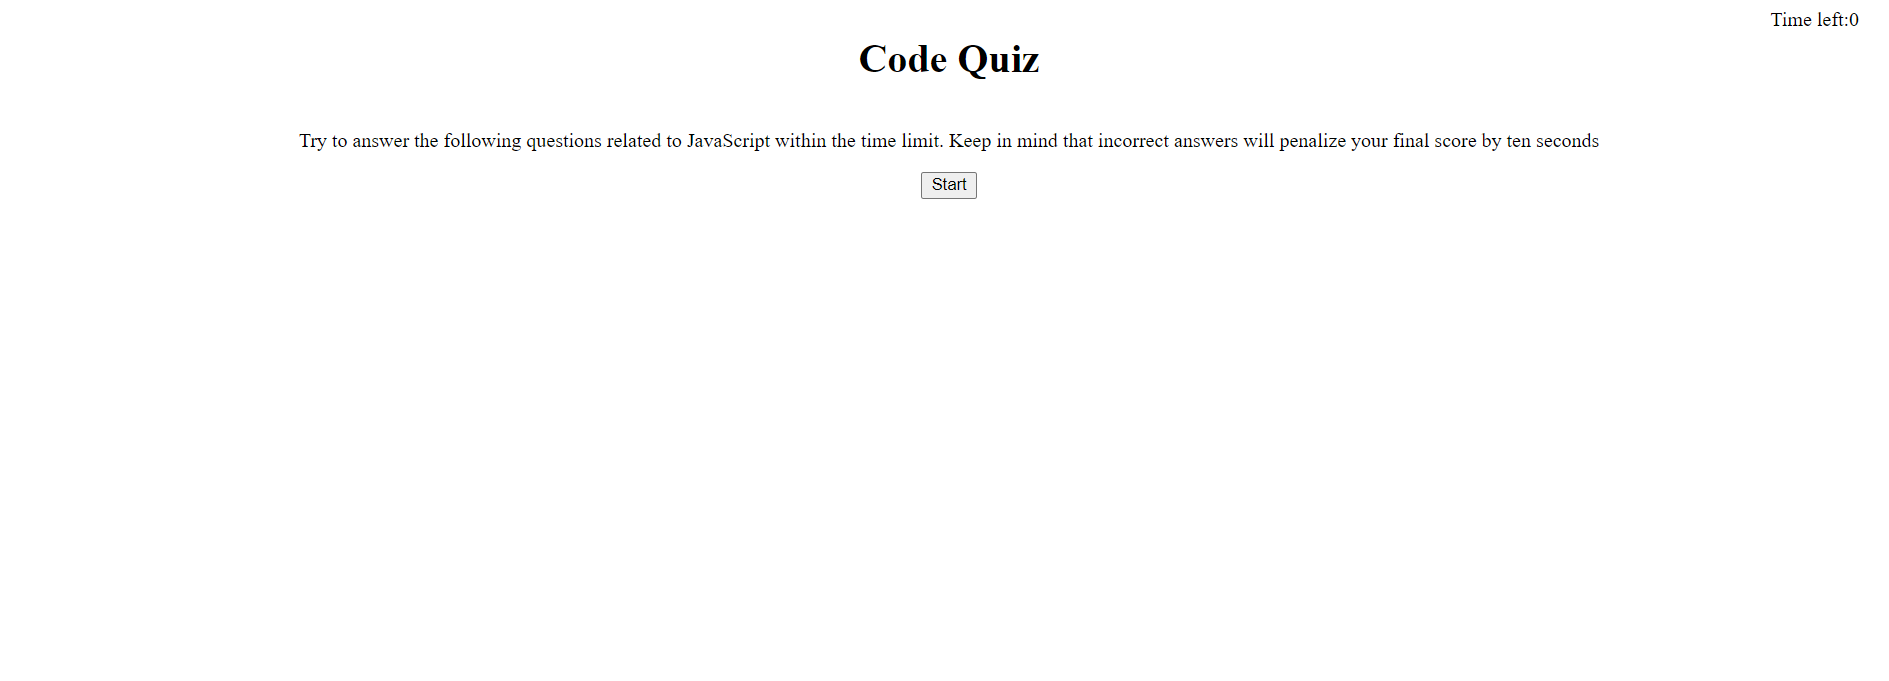 Time left:0
Code Quiz
Try to answer the following questions related to JavaScript within the time limit. Keep in mind that incorrect answers will penalize your final score by ten seconds
Start